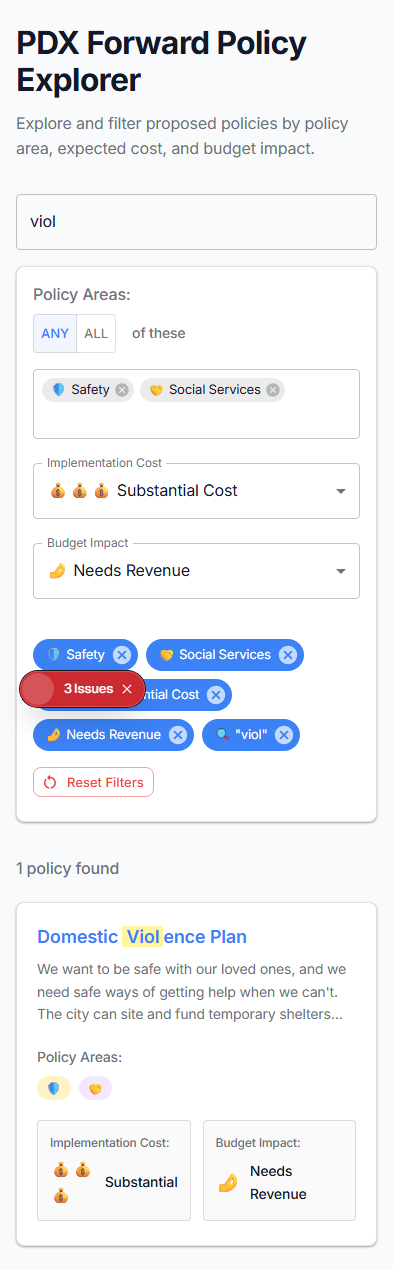 PDX Forward Policy
Explorer
Explore and filter proposed policies by policy
area, expected cost, and budget impact.
viol
Policy Areas:
ANY ALL of these
Safety Social Services
Implementation Cost
Substantial Cost
Budget Impact
Needs Revenue
Safety Social Services
3 Issues ntial Cost
Needs Revenue "viol"
Reset Filters
1 policy found
Domestic Violence Plan
We want to be safe with our loved ones, and we
need safe ways of getting help when we can't.
The city can site and fund temporary shelters...
Policy Areas:
Implementation Cost: Budget Impact:
Substantial Needs
Revenue